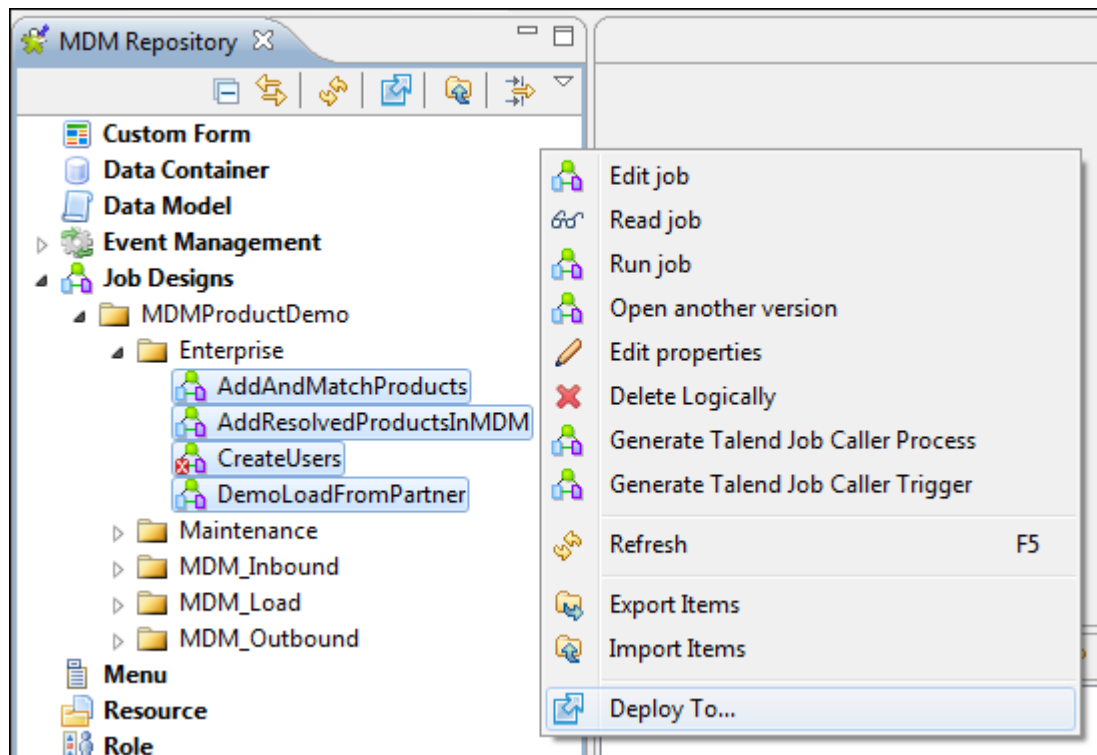 MDM Repository
Custom Form
Data Container
Data Model
Event Management
Job Designs
MDMProductDemo
Enterprise
AddAndMatchProducts
AddResolvedProductsInMDM
CreateUsers
DemoLoadFromPartner
Maintenance
MDM_Inbound
MDM_Load
MDM_Outbound
Menu
Resource
Role
Edit job
Read job
Run job
Open another version
Edit properties
Delete Logically
Generate Talend Job Caller Process
Generate Talend Job Caller Trigger
Refresh F5
Export Items
Import Items
Deploy To...